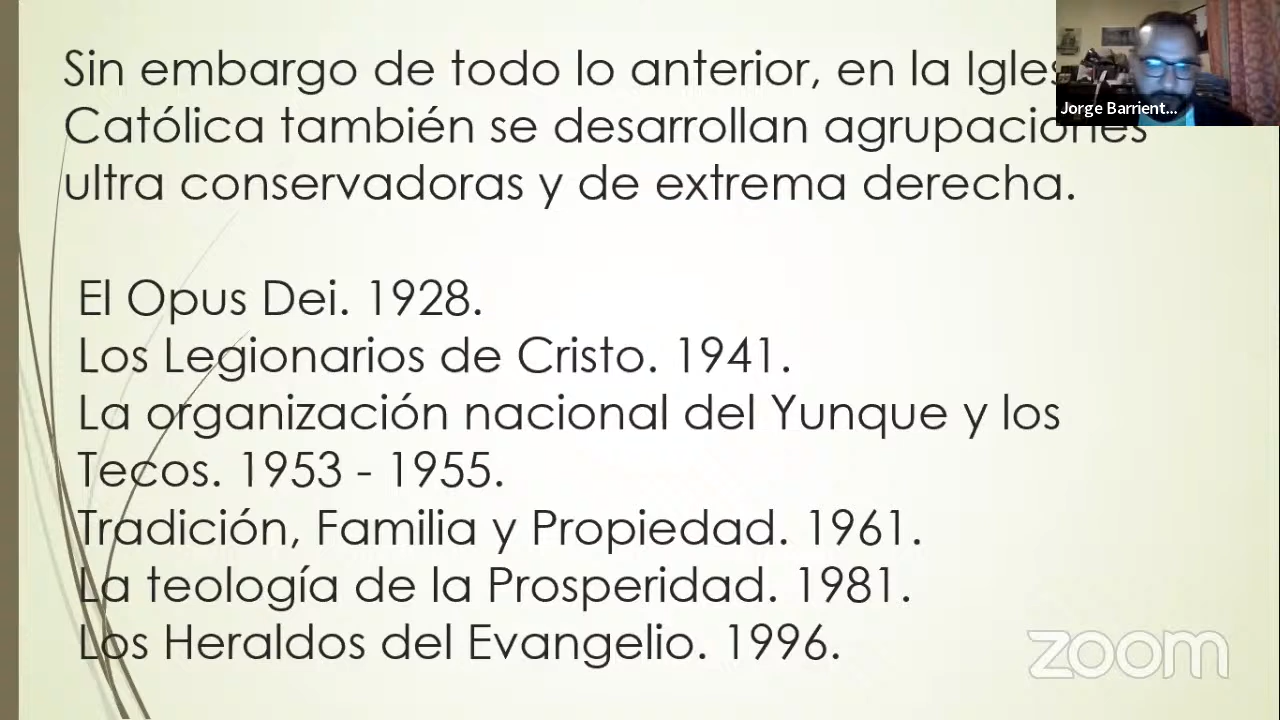 Sin embargo de todo lo anterior, en la
Católica también se desarrollan agrupaciones
ultra conservadoras y de extrema derecha.
El Opus Dei. 1928.
Los Legionarios de Cristo. 1941.
La organización nacional del Yunque y los
Tecos. 1953 - 1955.
Tradición, Familia y Propiedad. 1961.
La teología de la Prosperidad. 1981.
Los Heraldos del Evangelio. 1996.
Jorge Barrient...
zoom